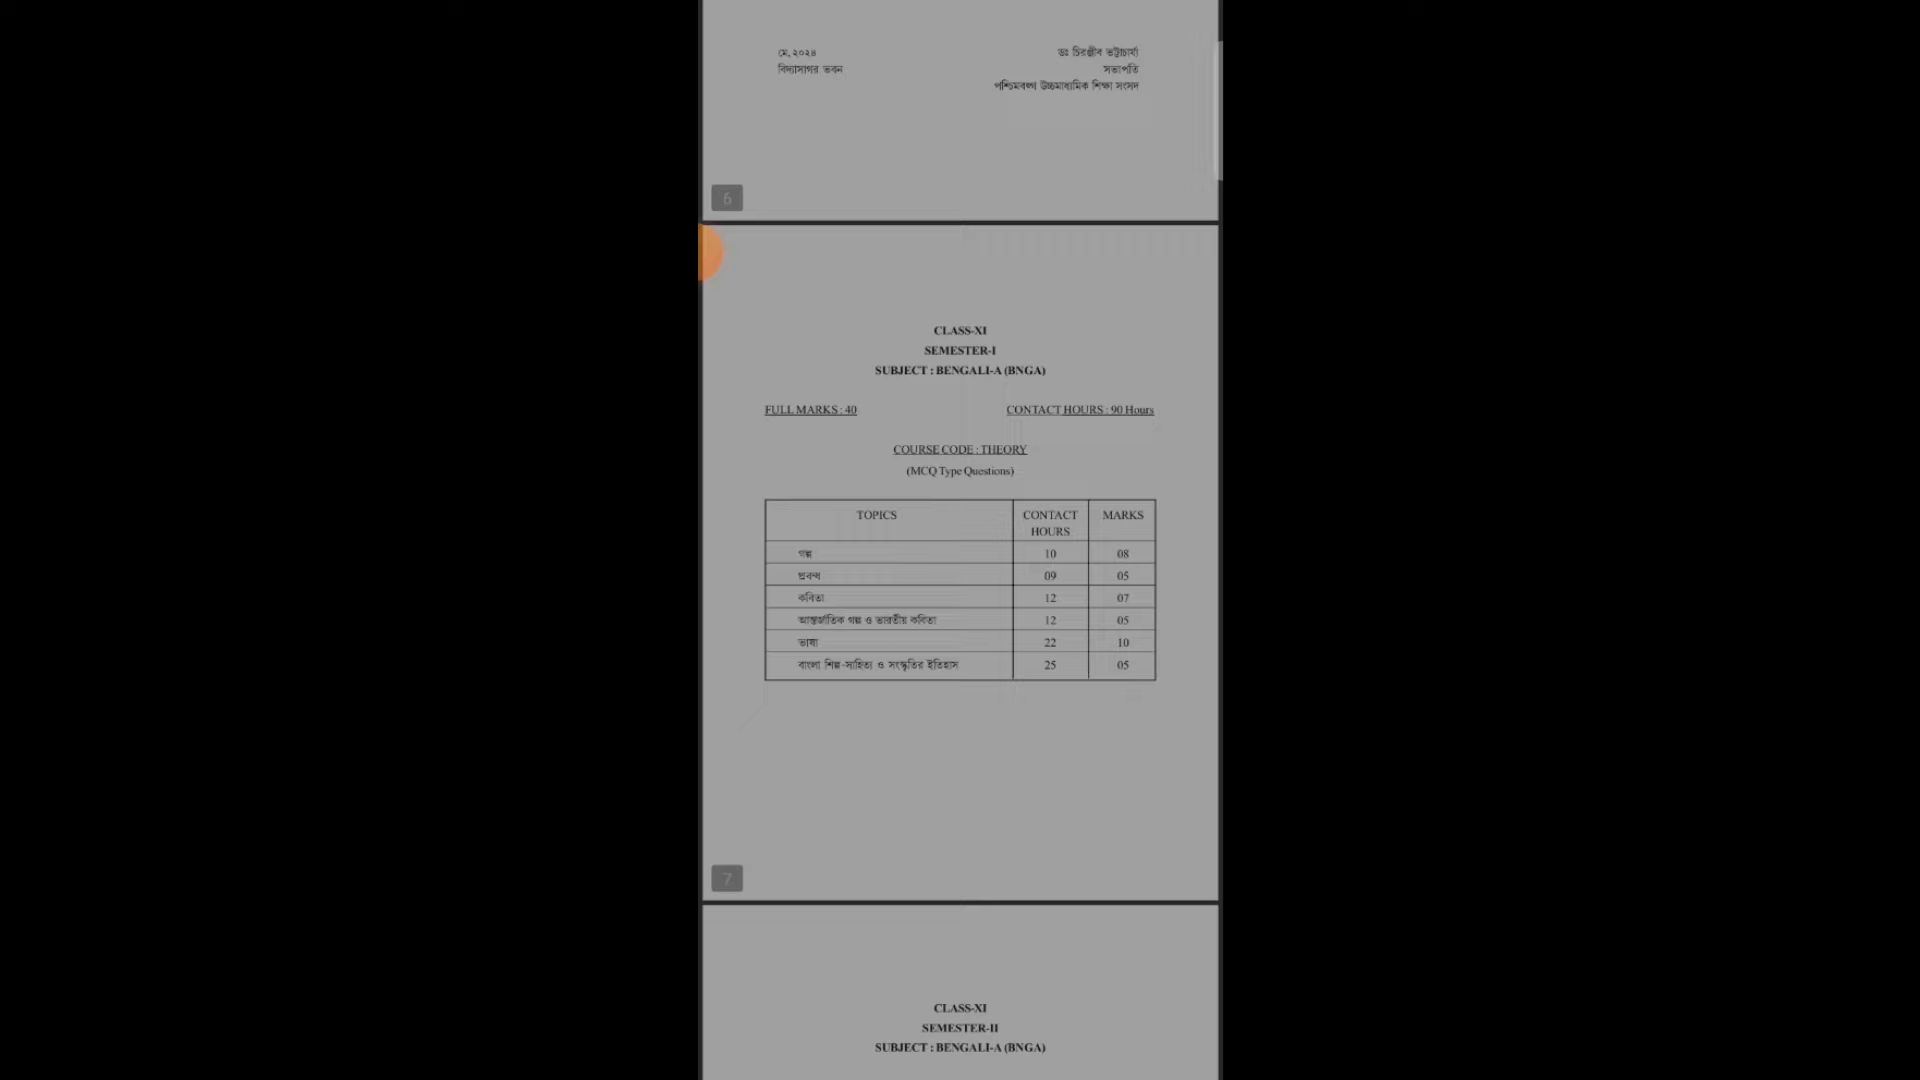 মে, ২০২৪
ডঃ চিরঞ্জীব ভট্টাচার্য্য
বিদ্যাসাগর ভবন
সভাপতি
পশ্চিমবঙ্গ উচ্চমাধ্যমিক শিক্ষা সংসদ
6
CLASS-XI
SEMESTER-I
SUBJECT : BENGALI-A (BNGA)
FULL MARKS : 40
CONTACT HOURS : 90 Hours
COURSE CODE : THEORY
(MCQ Type Questions)
TOPICS CONTACT HOURS MARKS
গল্প 10 08
প্রবন্ধ 09 05
কবিতা 12 07
আন্তর্জাতিক গল্প ও ভারতীয় কবিতা 12 05
ভাষা 22 10
বাংলা শিল্প-সাহিত্য ও সংস্কৃতির ইতিহাস 25 05
7
CLASS-XI
SEMESTER-II
SUBJECT : BENGALI-A (BNGA)